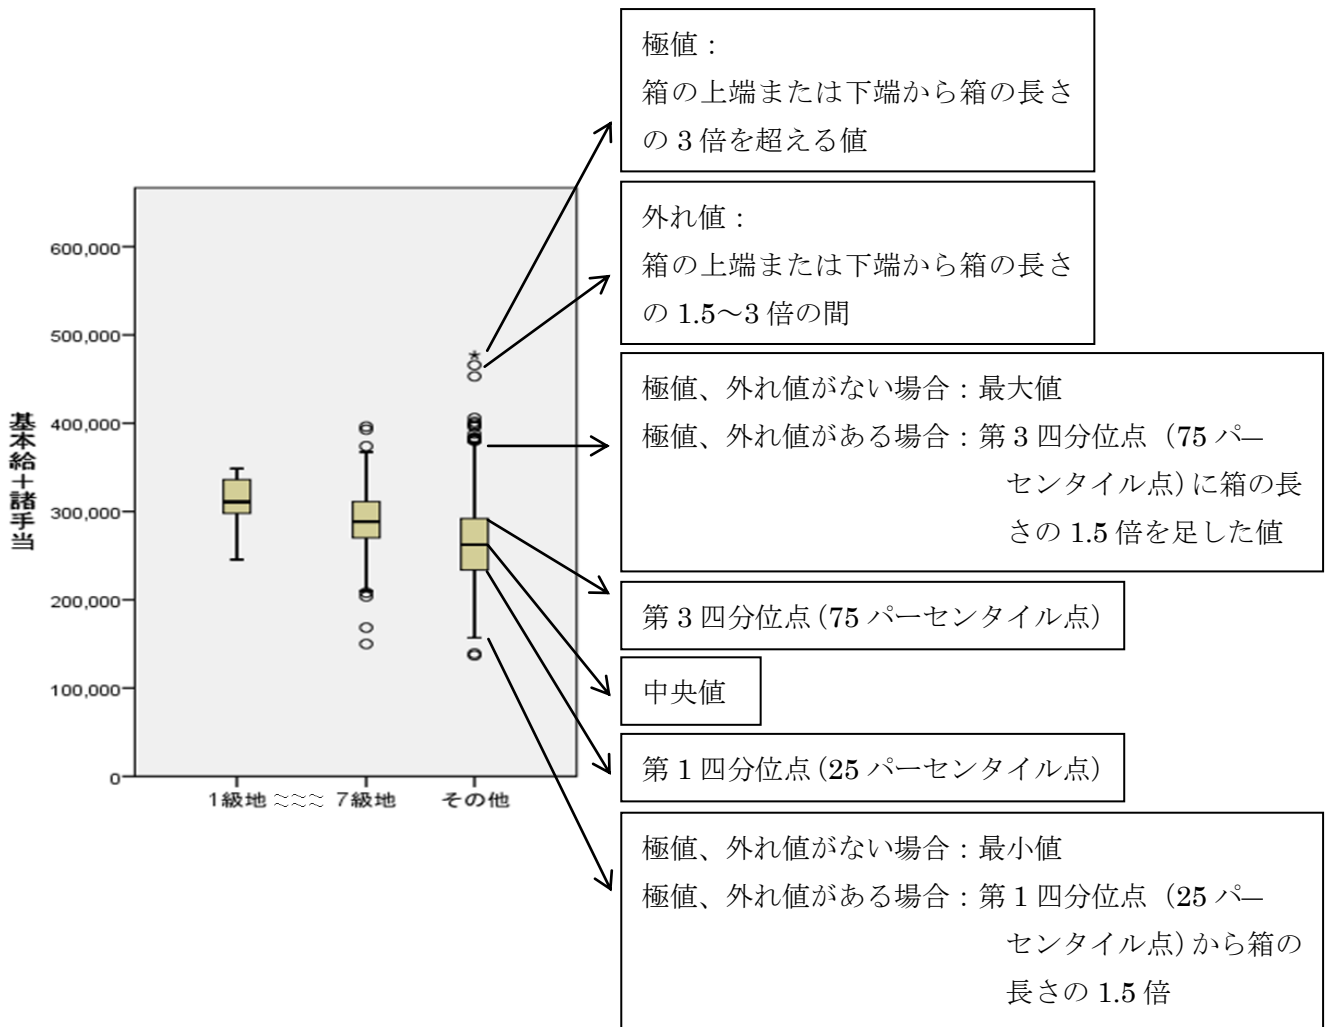 極値：
箱の上端または下端から箱の長さ
の 3 倍を超える値
外れ値：
箱の上端または下端から箱の長さ
の 1.5～3 倍の間
極値、外れ値がない場合：最大値
極値、外れ値がある場合：第 3 四分位点（75 パー
センタイル点）に箱の長
さの 1.5 倍を足した値
第 3 四分位点（75 パーセンタイル点）
中央値
第 1 四分位点（25 パーセンタイル点）
極値、外れ値がない場合：最小値
極値、外れ値がある場合：第 1 四分位点（25 パー
センタイル点）から箱の
長さの 1.5 倍
基本給＋諸手当
600,000
500,000
400,000
300,000
200,000
100,000
0
1級地 ≈≈≈ 7級地 その他